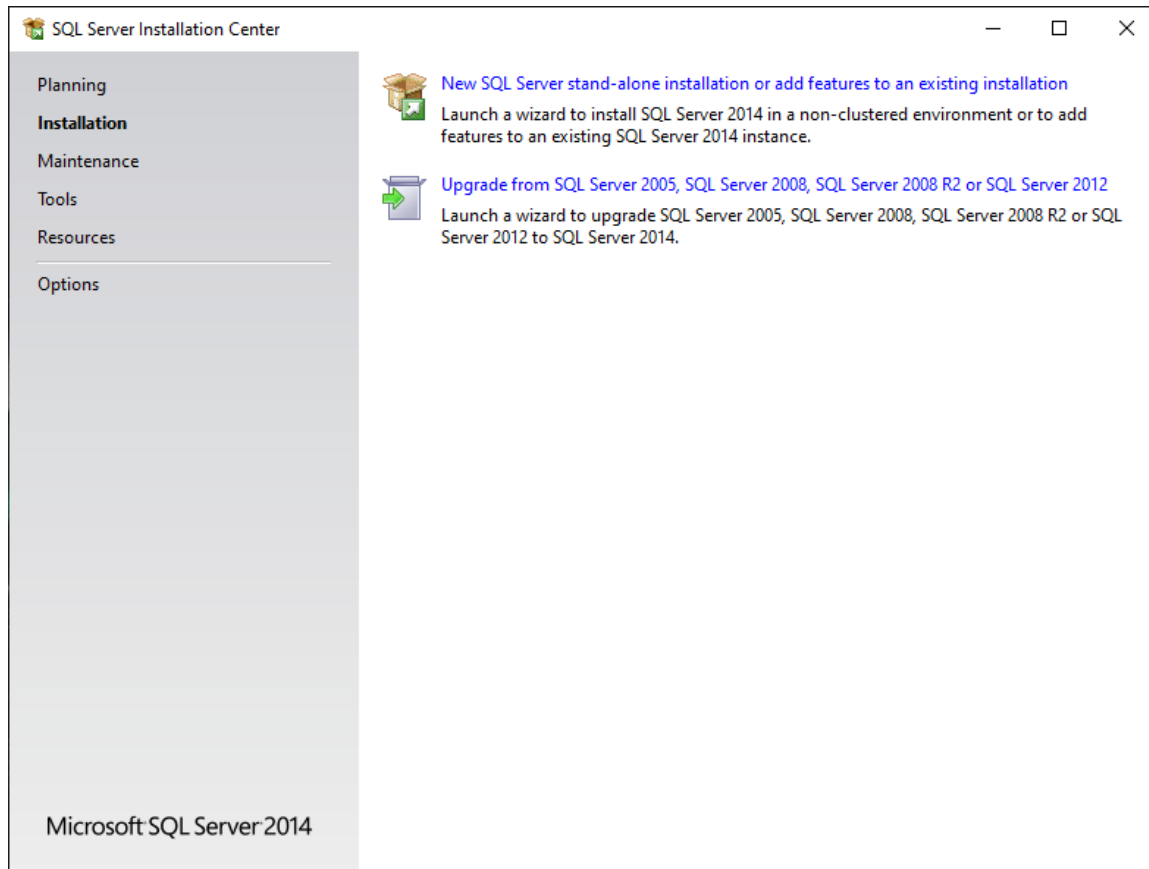 SQL Server Installation Center
Planning
Installation
Maintenance
Tools
Resources
Options
New SQL Server stand-alone installation or add features to an existing installation
Launch a wizard to install SQL Server 2014 in a non-clustered environment or to add
features to an existing SQL Server 2014 instance.
Upgrade from SQL Server 2005, SQL Server 2008, SQL Server 2008 R2 or SQL Server 2012
Launch a wizard to upgrade SQL Server 2005, SQL Server 2008, SQL Server 2008 R2 or SQL
Server 2012 to SQL Server 2014.
Microsoft SQL Server 2014